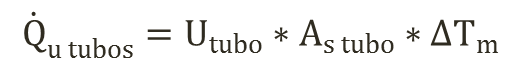 Q̇u tubos = Utubo * As tubo * ΔTm